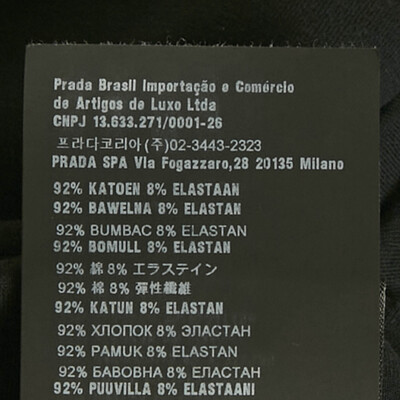 Prada Brasil Importação e Comércio
de Artigos de Luxo Ltda
CNPJ 13.633.271/0001-26
프라다코리아(주)02-3443-2323
PRADA SPA Via Fogazzaro,28 20135 Milano
92% KATOEN 8% ELASTAAN
92% BAWELNA 8% ELASTAN
92% BUMBAC 8% ELASTAN
92% BOMULL 8% ELASTAN
92% 綿 8% エラステイン
92% 棉 8% 彈性纖維
92% KATUN 8% ELASTAN
92% ХЛОПОК 8% ЭЛАСТАН
92% PAMUK 8% ELASTAN
92% БАВОВНА 8% ЕЛАСТАН
92% PUUVILLA 8% ELASTAANI